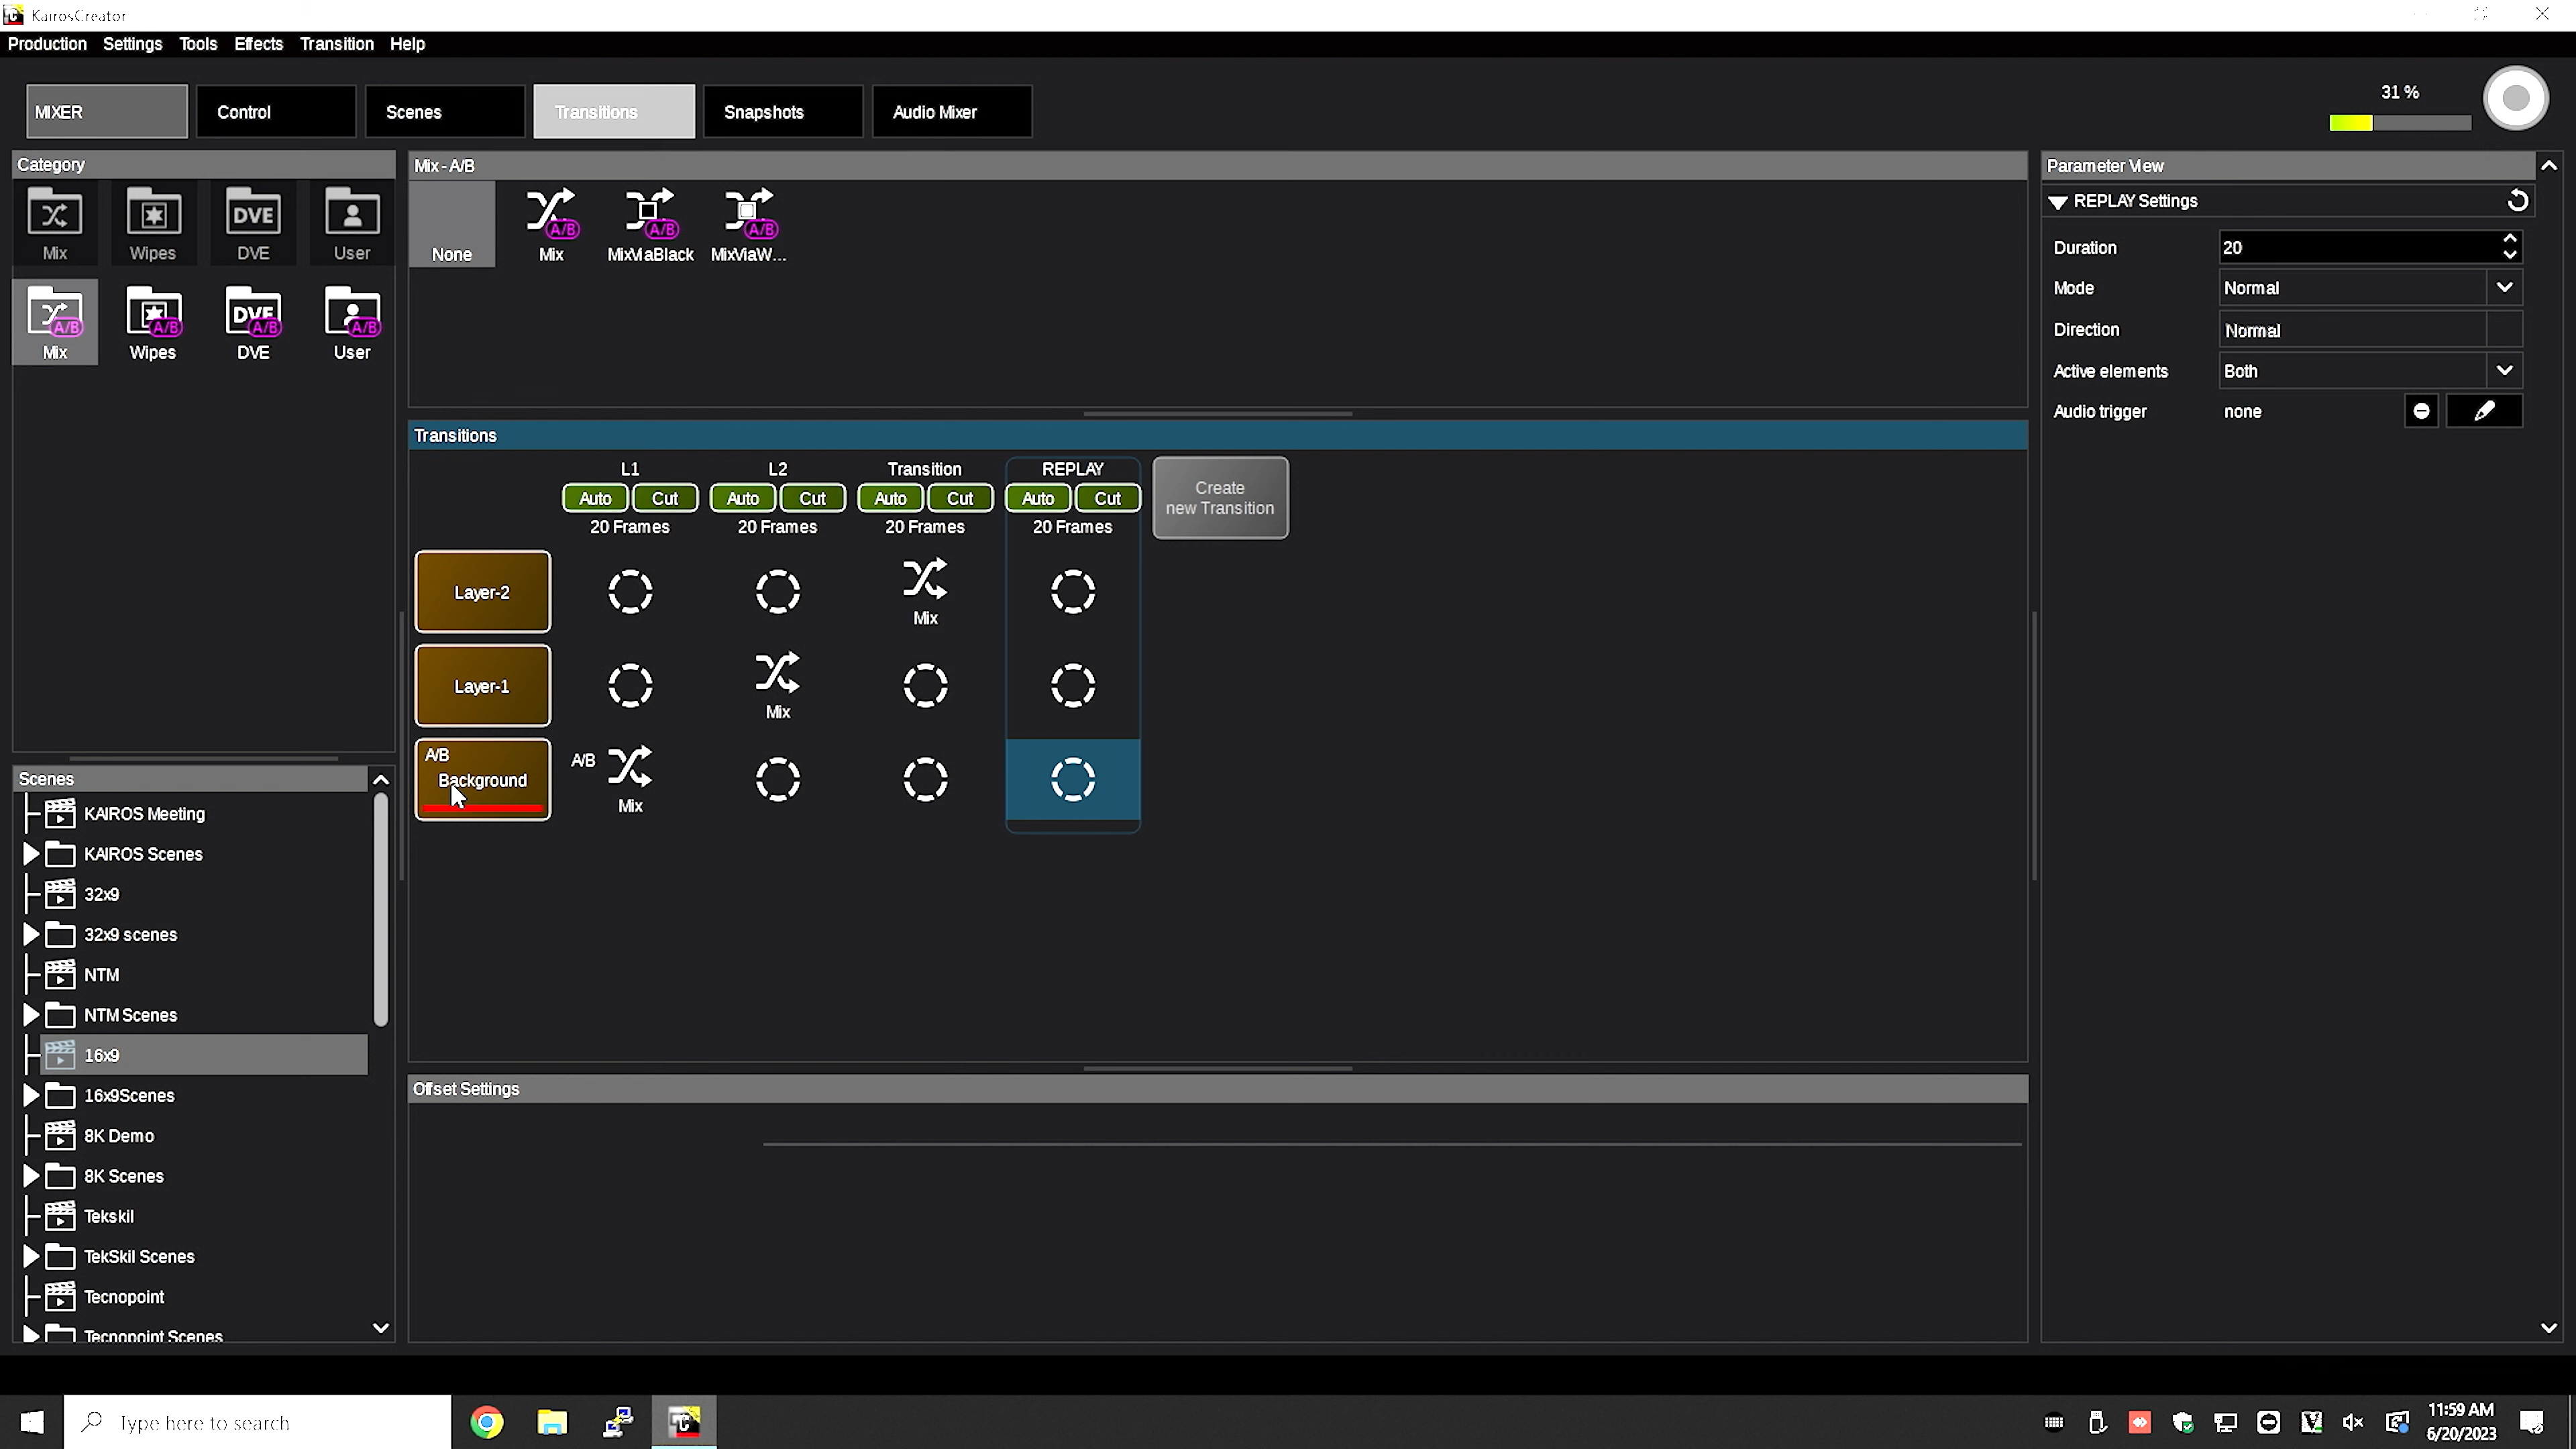 KairosCreator
Production Settings Tools Effects Transition Help
MIXER Control Scenes Transitions Snapshots Audio Mixer
31 %
Category
Mix Wipes DVE User
Mix Wipes DVE User
DVE
A/B A/B DVE A/B A/B
Mix - A/B
None Mix MixViaBlack MixViaW...
A/B A/B A/B
Parameter View
REPLAY Settings
Duration 20
Mode Normal
Direction Normal
Active elements Both
Audio trigger none
Transitions
L1 L2 Transition REPLAY
Auto Cut Auto Cut Auto Cut Auto Cut
20 Frames 20 Frames 20 Frames 20 Frames
Create
new Transition
Layer-2
Mix
Layer-1
Mix
A/B
Background
A/B
Mix
Scenes
KAIROS Meeting
KAIROS Scenes
32x9
32x9 scenes
NTM
NTM Scenes
16x9
16x9Scenes
8K Demo
8K Scenes
Tekskil
TekSkil Scenes
Tecnopoint
Tecnopoint Scenes
Offset Settings
Type here to search
11:59 AM
6/20/2023